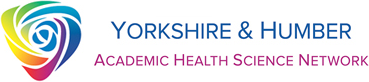 YORKSHIRE & HUMBER
ACADEMIC HEALTH SCIENCE NETWORK